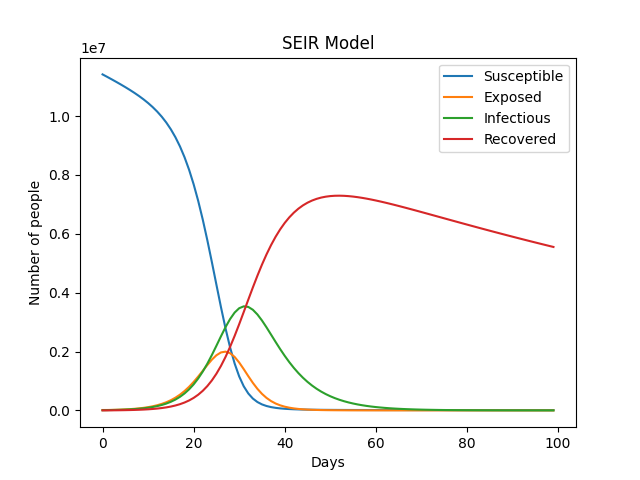 SEIR Model
1e7
Susceptible
Exposed
Infectious
Recovered
1.0
0.8
0.6
0.4
0.2
0.0
Number of people
0 20 40 60 80 100
Days